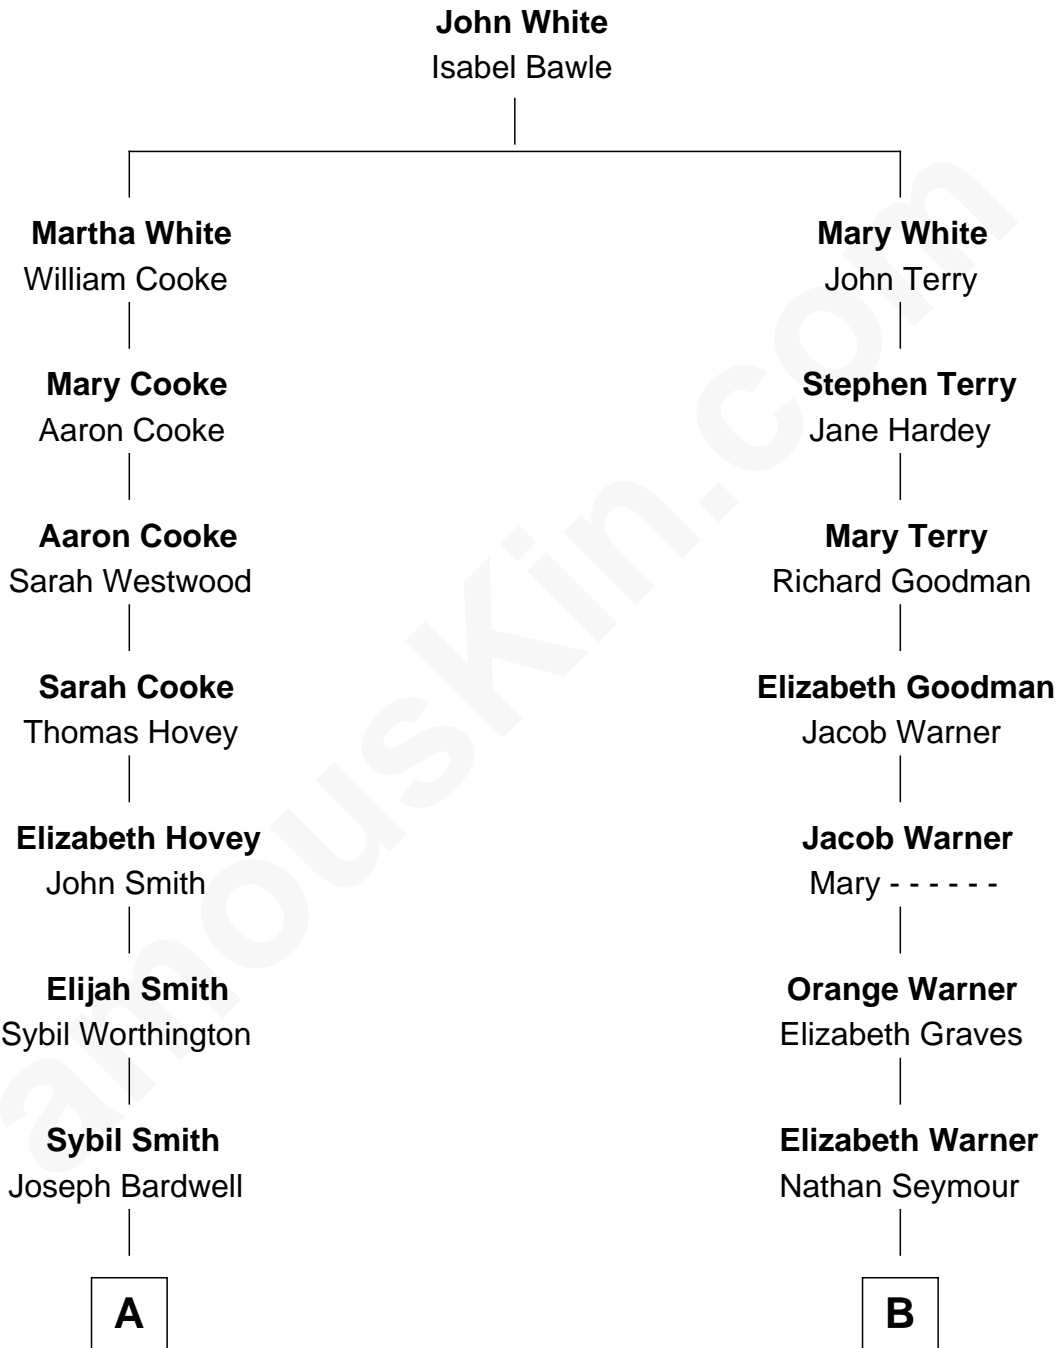 John White
Isabel Bawle
Martha White
William Cooke
Mary White
John Terry
Mary Cooke
Aaron Cooke
Stephen Terry
Jane Hardey
Aaron Cooke
Sarah Westwood
Mary Terry
Richard Goodman
Sarah Cooke
Thomas Hovey
Elizabeth Goodman
Jacob Warner
Elizabeth Hovey
John Smith
Jacob Warner
Mary - - - - - -
Elijah Smith
Sybil Worthington
Orange Warner
Elizabeth Graves
Sybil Smith
Joseph Bardwell
Elizabeth Warner
Nathan Seymour
A
B
amousKin.com